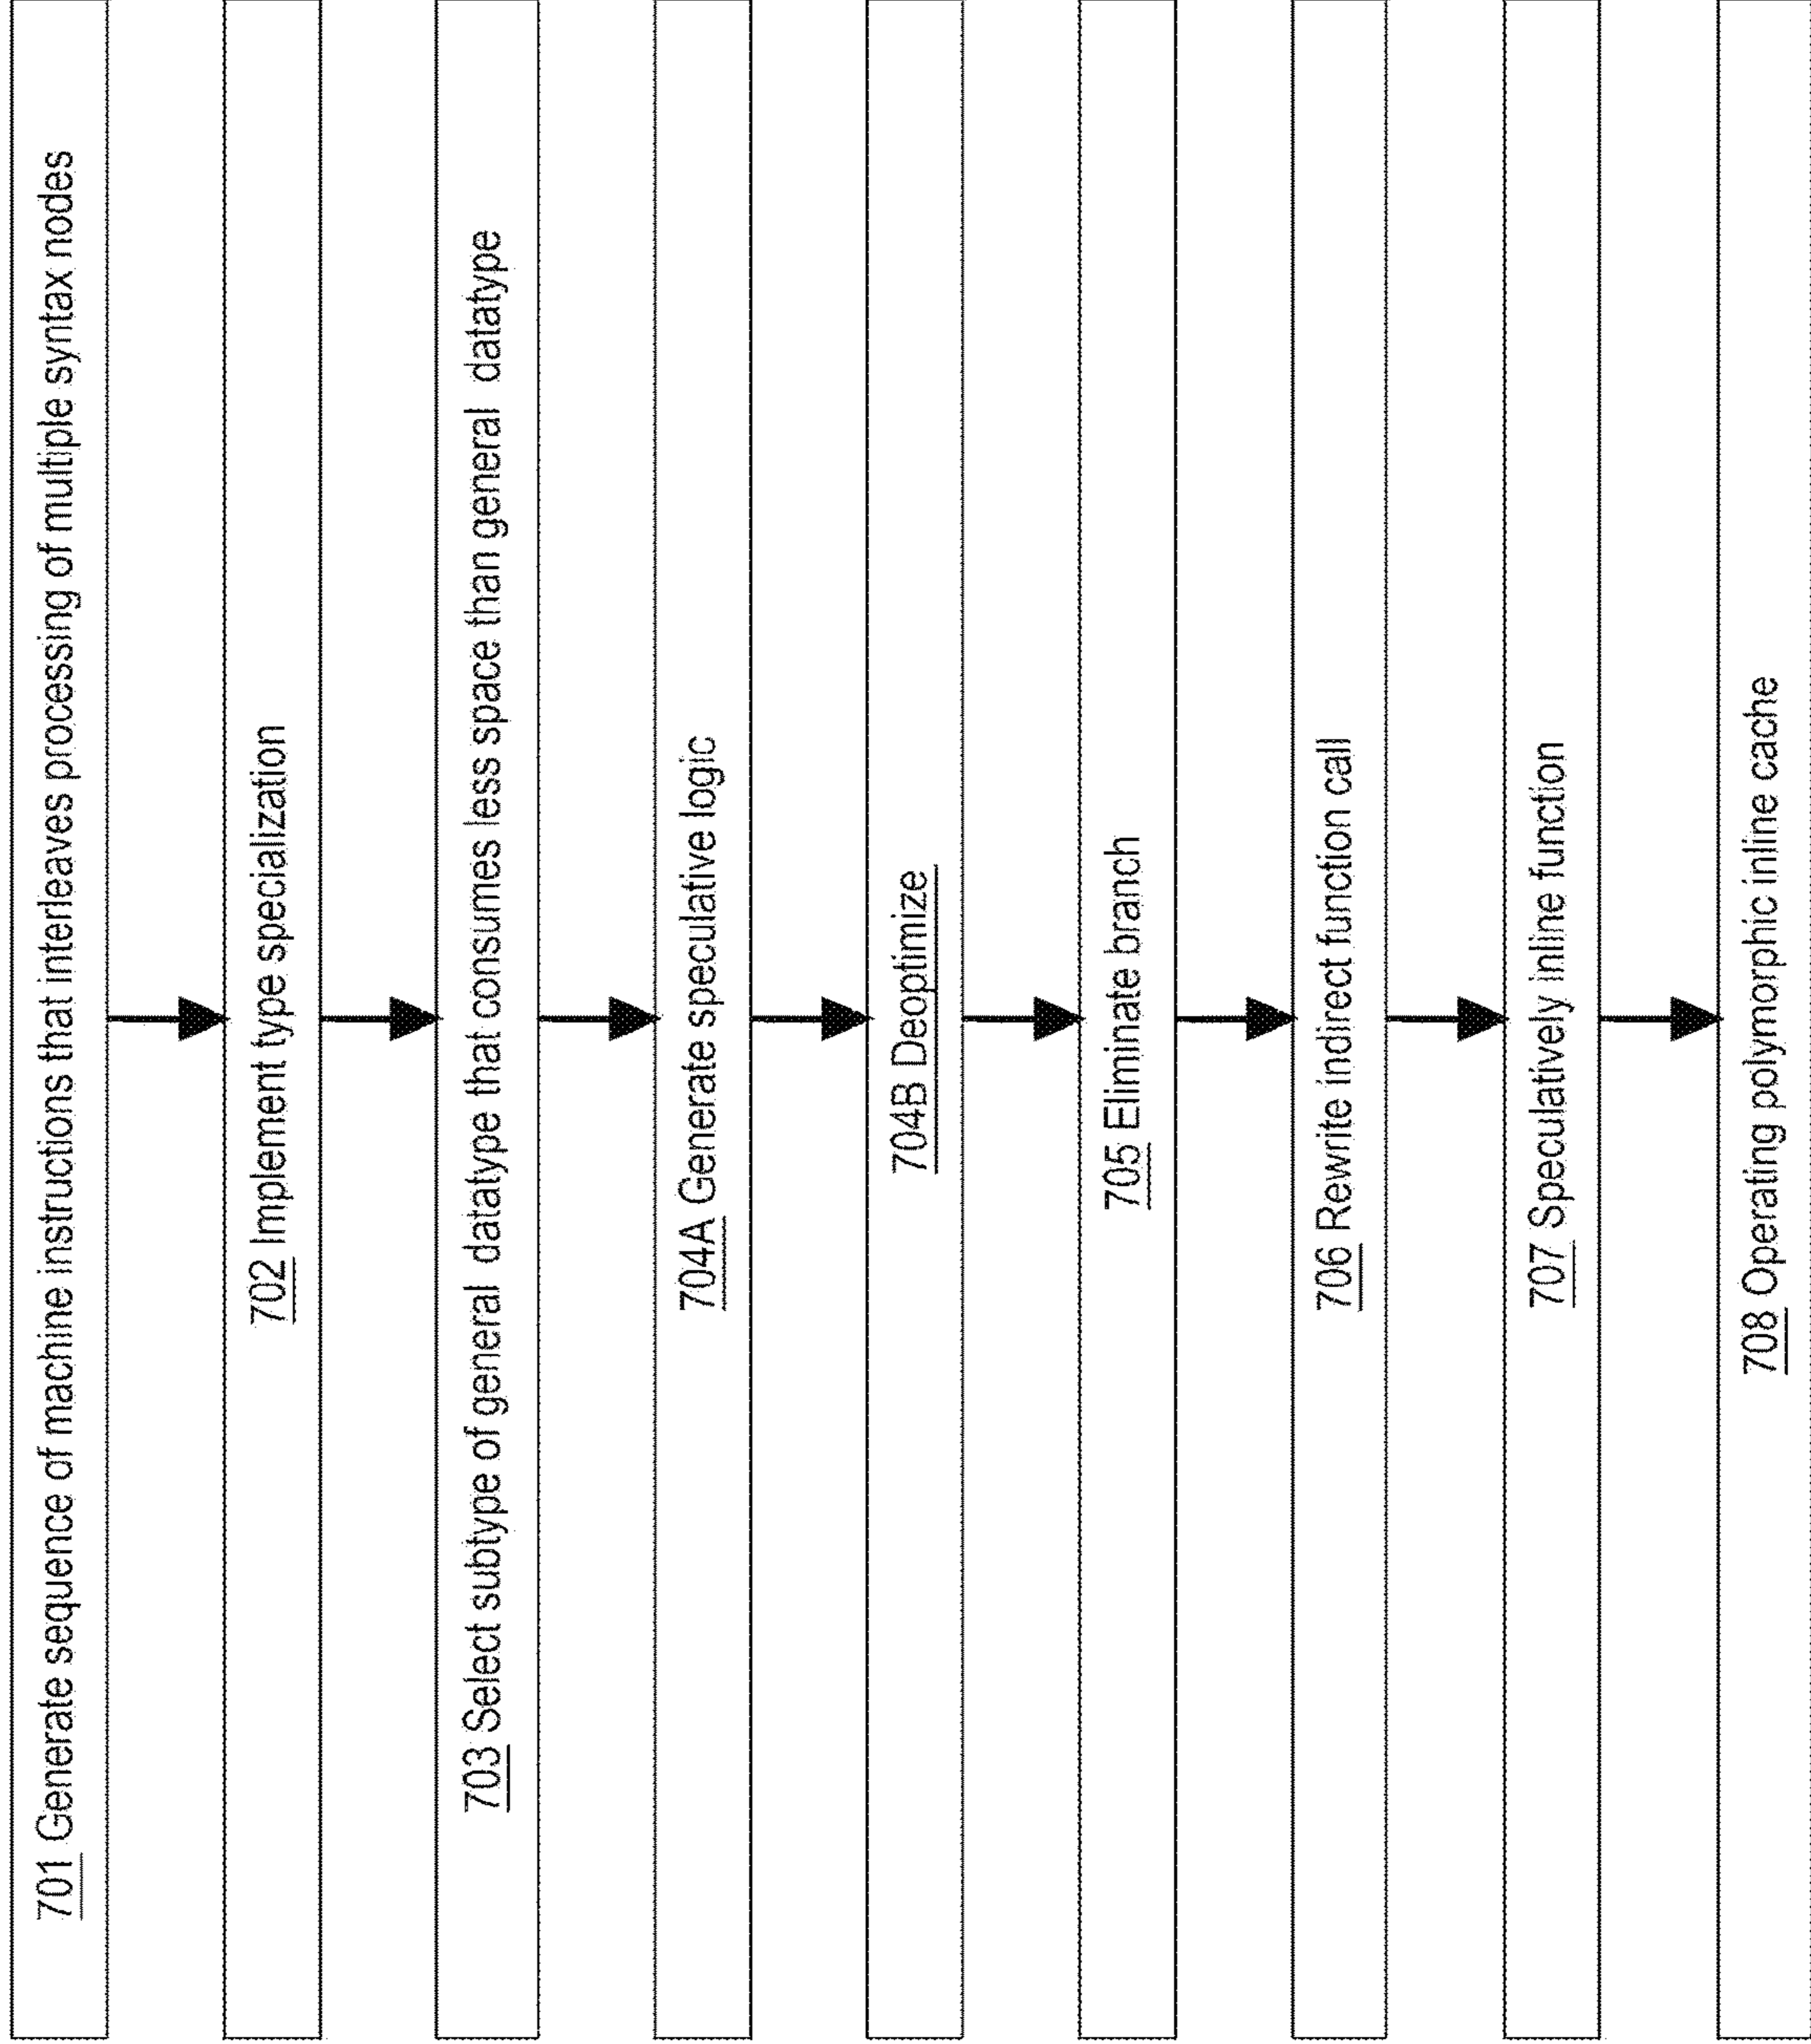 701 Generate sequence of machine instructions that interleaves processing of multiple syntax nodes
702 Implement type specialization
703 Select subtype of general datatype that consumes less space than general datatype
704A Generate speculative logic
704B Deoptimize
705 Eliminate branch
706 Rewrite indirect function call
707 Speculatively inline function
708 Operating polymorphic inline cache